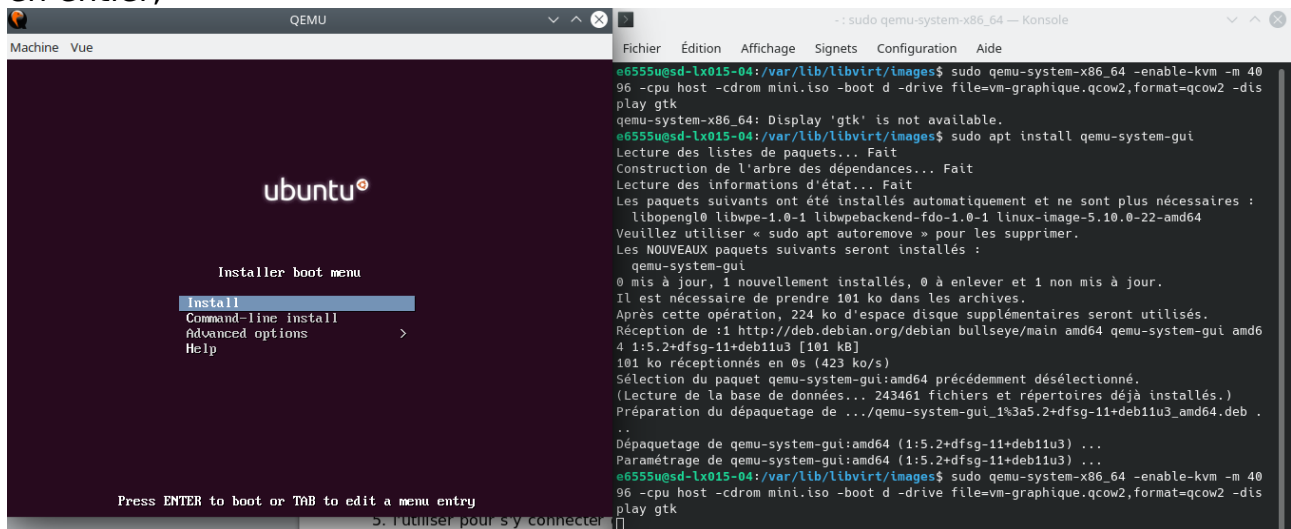 en entier,
QEMU
Machine Vue
ubuntu
Installer boot menu
Install
Command-line install
Advanced options >
Help
Press ENTER to boot or TAB to edit a menu entry
5. l'utiliser pour s'y connecter
- : sudo qemu-system-x86_64 — Konsole
Fichier Édition Affichage Signets Configuration Aide
e6555u@sd-lx015-04:/var/lib/libvirt/images$ sudo qemu-system-x86_64 -enable-kvm -m 40
96 -cpu host -cdrom mini.iso -boot d -drive file=vm-graphique.qcow2,format=qcow2 -dis
play gtk
qemu-system-x86_64: Display 'gtk' is not available.
e6555u@sd-lx015-04:/var/lib/libvirt/images$ sudo apt install qemu-system-gui
Lecture des listes de paquets... Fait
Construction de l'arbre des dépendances... Fait
Lecture des informations d'état... Fait
Les paquets suivants ont été installés automatiquement et ne sont plus nécessaires :
libopengl0 libwpe-1.0-1 libwpebackend-fdo-1.0-1 linux-image-5.10.0-22-amd64
Veuillez utiliser « sudo apt autoremove » pour les supprimer.
Les NOUVEAUX paquets suivants seront installés :
qemu-system-gui
0 mis à jour, 1 nouvellement installés, 0 à enlever et 1 non mis à jour.
Il est nécessaire de prendre 101 ko dans les archives.
Après cette opération, 224 ko d'espace disque supplémentaires seront utilisés.
Réception de :1 http://deb.debian.org/debian bullseye/main amd64 qemu-system-gui amd6
4 1:5.2+dfsg-11+deb11u3 [101 kB]
101 ko réceptionnés en 0s (423 ko/s)
Sélection du paquet qemu-system-gui:amd64 précédemment désélectionné.
(Lecture de la base de données... 243461 fichiers et répertoires déjà installés.)
Préparation du dépaquetage de .../qemu-system-gui_1%3a5.2+dfsg-11+deb11u3_amd64.deb .
..
Dépaquetage de qemu-system-gui:amd64 (1:5.2+dfsg-11+deb11u3) ...
Paramétrage de qemu-system-gui:amd64 (1:5.2+dfsg-11+deb11u3) ...
e6555u@sd-lx015-04:/var/lib/libvirt/images$ sudo qemu-system-x86_64 -enable-kvm -m 40
96 -cpu host -cdrom mini.iso -boot d -drive file=vm-graphique.qcow2,format=qcow2 -dis
play gtk